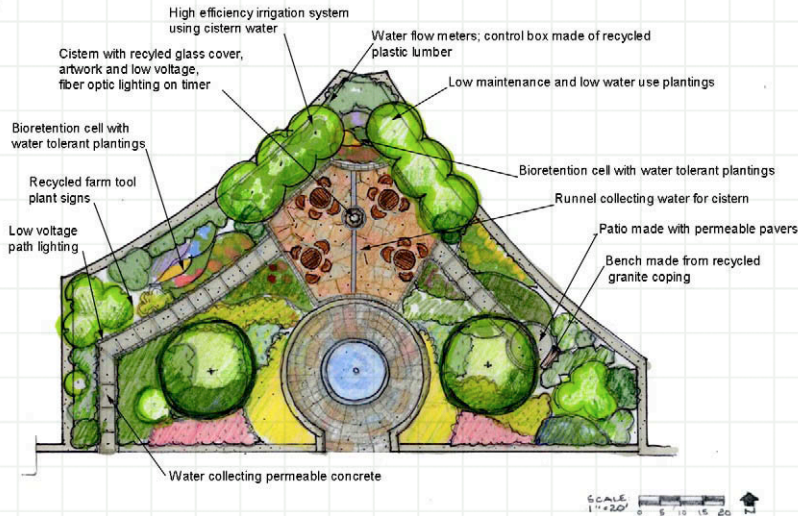 High efficiency irrigation system
using cistern water
Water flow meters; control box made of recycled
plastic lumber
Cistern with recyled glass cover,
artwork and low voltage,
fiber optic lighting on timer
Low maintenance and low water use plantings
Bioretention cell with
water tolerant plantings
Bioretention cell with water tolerant plantings
Recycled farm tool
plant signs
Runnel collecting water for cistern
Low voltage
path lighting
Patio made with permeable pavers
Bench made from recycled
granite coping
Water collecting permeable concrete
SCALE
1"=20'
0 5 10 15 20
N